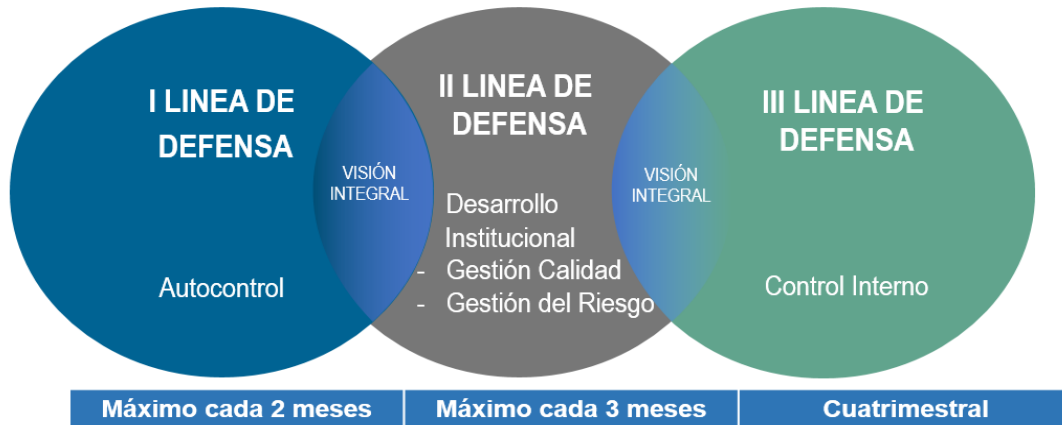 I LINEA DE
DEFENSA
VISIÓN
INTEGRAL
Autocontrol
II LINEA DE
DEFENSA
Desarrollo
Institucional
- Gestión Calidad
- Gestión del Riesgo
VISIÓN
INTEGRAL
III LINEA DE
DEFENSA
Control Interno
Máximo cada 2 meses
Máximo cada 3 meses
Cuatrimestral